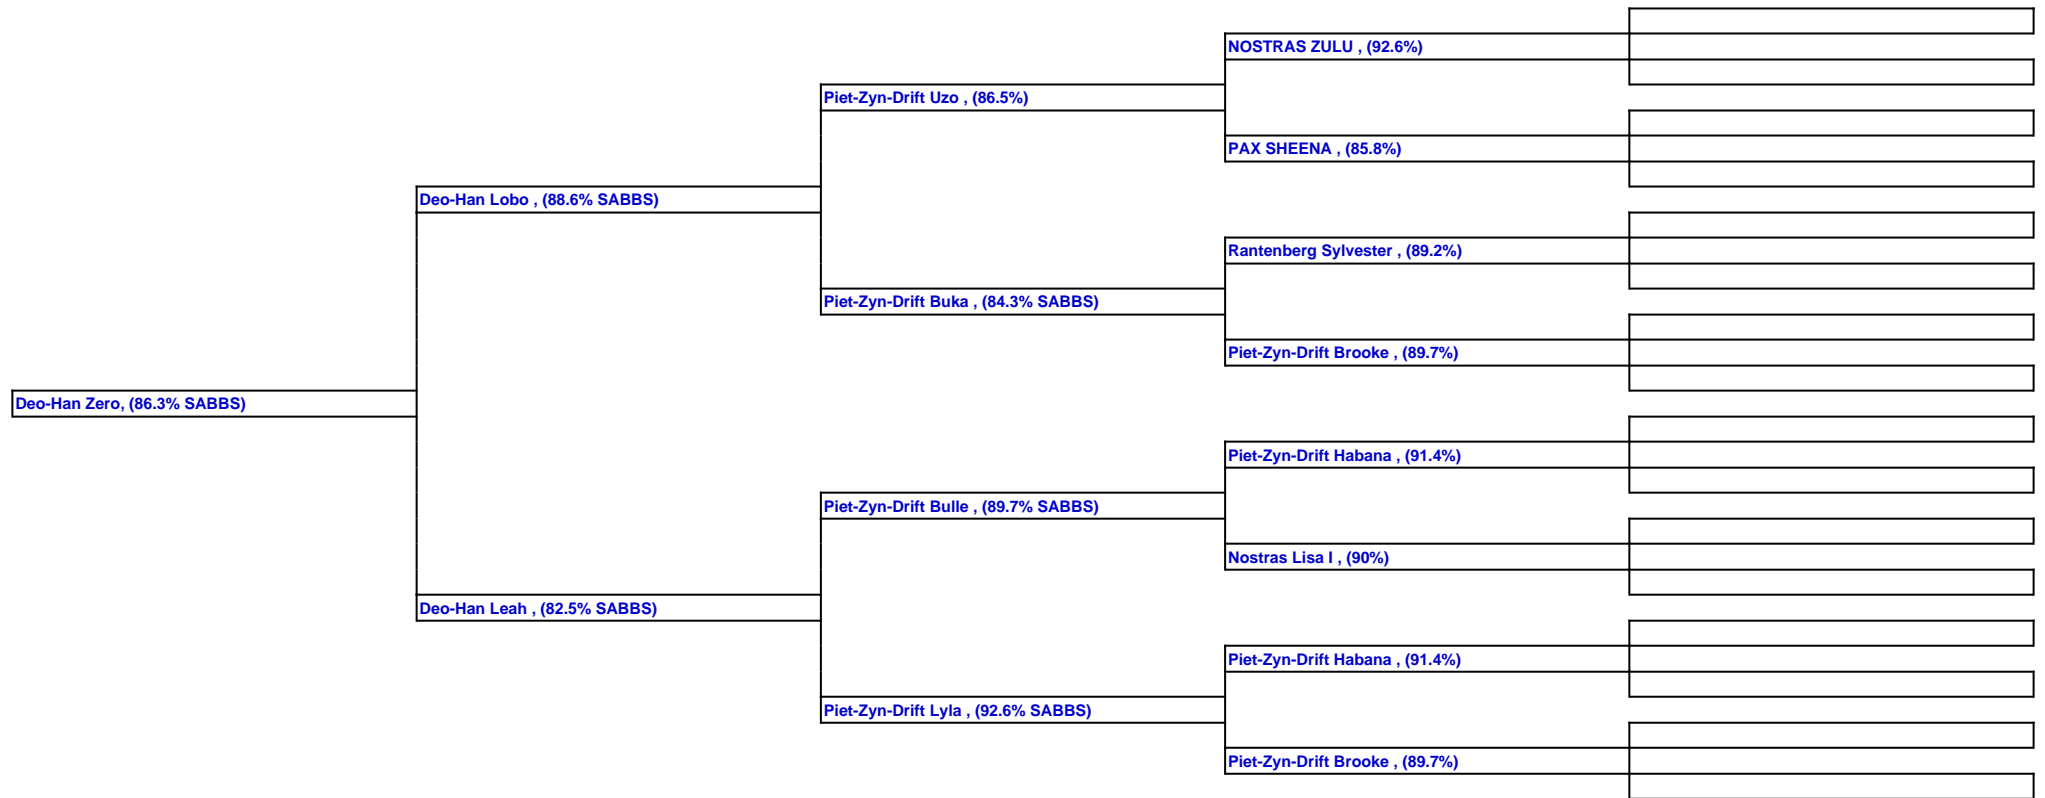 NOSTRAS ZULU , (92.6%)
Piet-Zyn-Drift Uzo , (86.5%)
PAX SHEENA , (85.8%)
Deo-Han Lobo , (88.6% SABBS)
Rantenberg Sylvester , (89.2%)
Piet-Zyn-Drift Buka , (84.3% SABBS)
Piet-Zyn-Drift Brooke , (89.7%)
Deo-Han Zero, (86.3% SABBS)
Piet-Zyn-Drift Habana , (91.4%)
Piet-Zyn-Drift Bulle , (89.7% SABBS)
Nostras Lisa I , (90%)
Deo-Han Leah , (82.5% SABBS)
Piet-Zyn-Drift Habana , (91.4%)
Piet-Zyn-Drift Lyla , (92.6% SABBS)
Piet-Zyn-Drift Brooke , (89.7%)